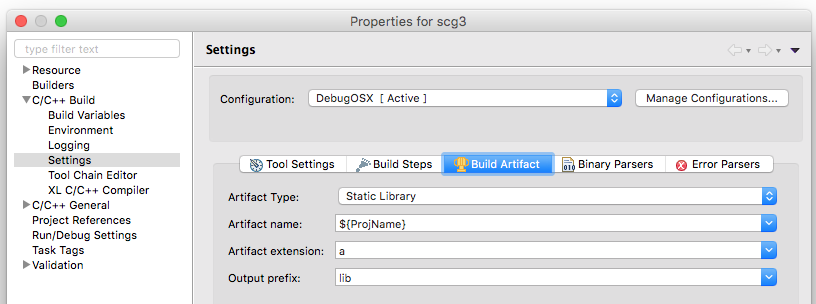 Properties for scg3
type filter text
Resource
Builders
C/C++ Build
Build Variables
Environment
Logging
Settings
Tool Chain Editor
XL C/C++ Compiler
C/C++ General
Project References
Run/Debug Settings
Task Tags
Validation
Settings
Configuration: DebugOSX [ Active ] Manage Configurations...
Tool Settings Build Steps Build Artifact 010 Binary Parsers Error Parsers
Artifact Type: Static Library
Artifact name: ${ProjName}
Artifact extension: a
Output prefix: lib